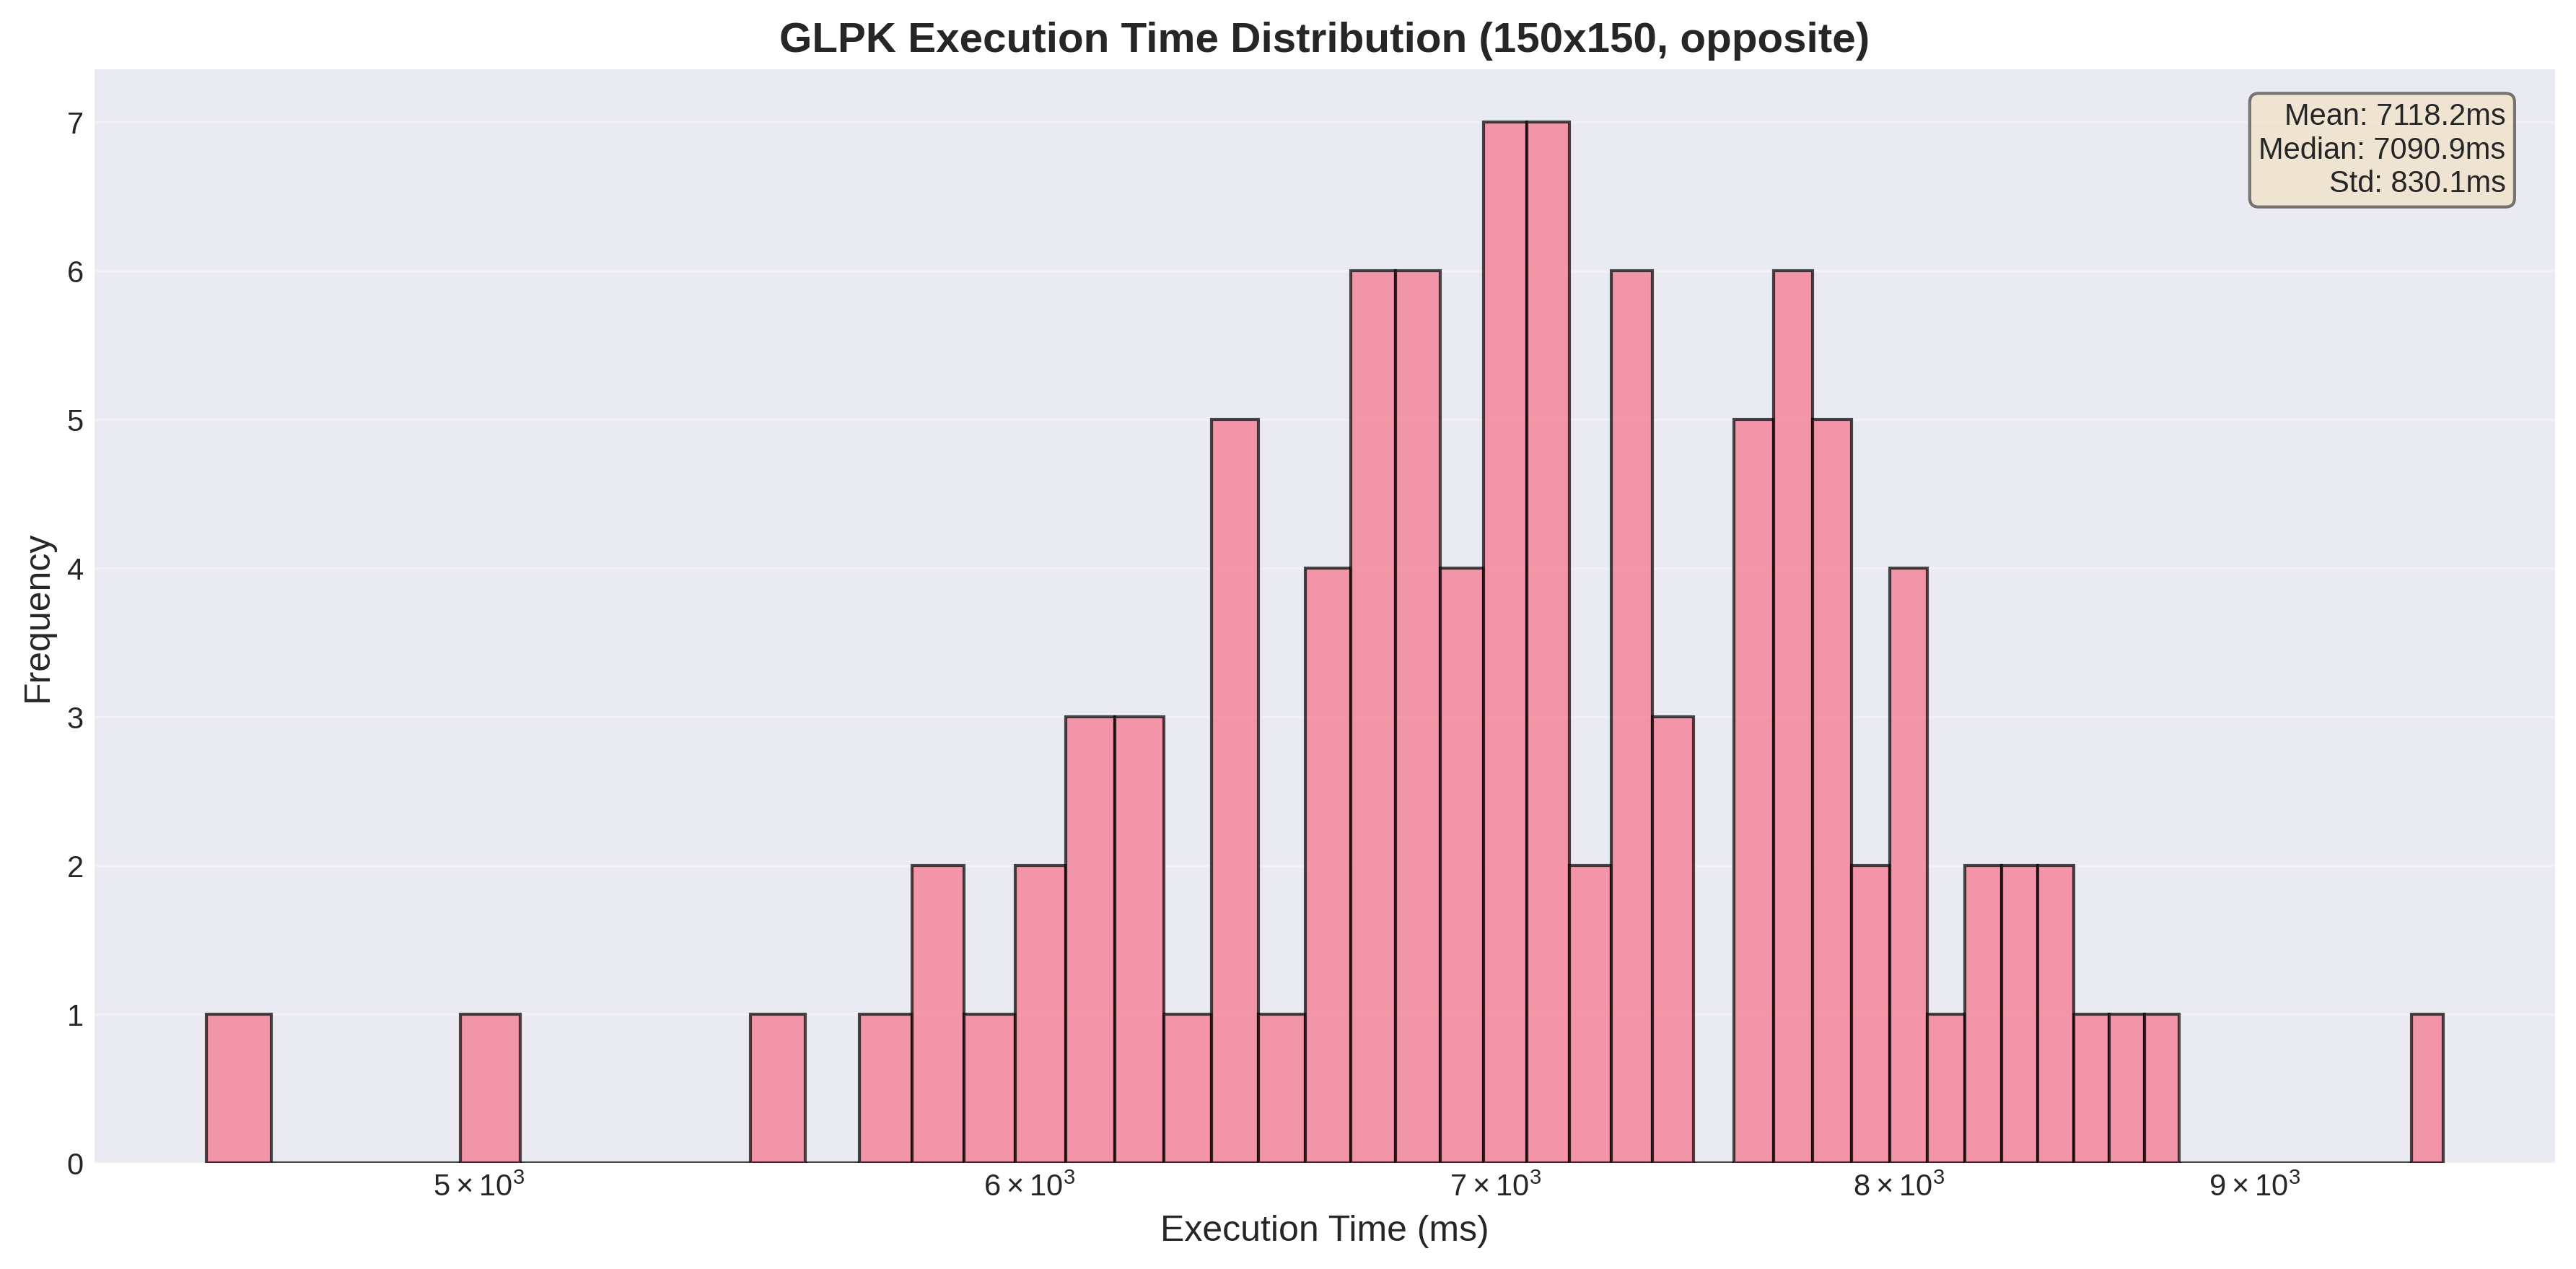 GLPK Execution Time Distribution (150x150, opposite)
Mean: 7118.2ms
Median: 7090.9ms
Std: 830.1ms
7
6
5
4
3
2
1
0
Frequency
5 × 10³
6 × 10³
7 × 10³
8 × 10³
9 × 10³
Execution Time (ms)